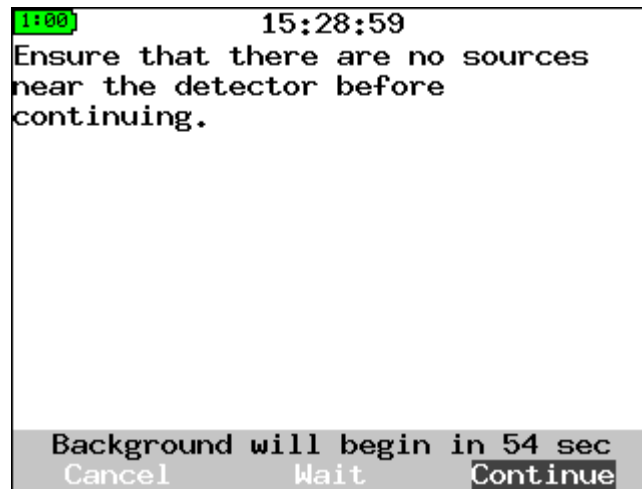 1:00 15:28:59
Ensure that there are no sources
near the detector before
continuing.
Background will begin in 54 sec
Cancel Wait Continue